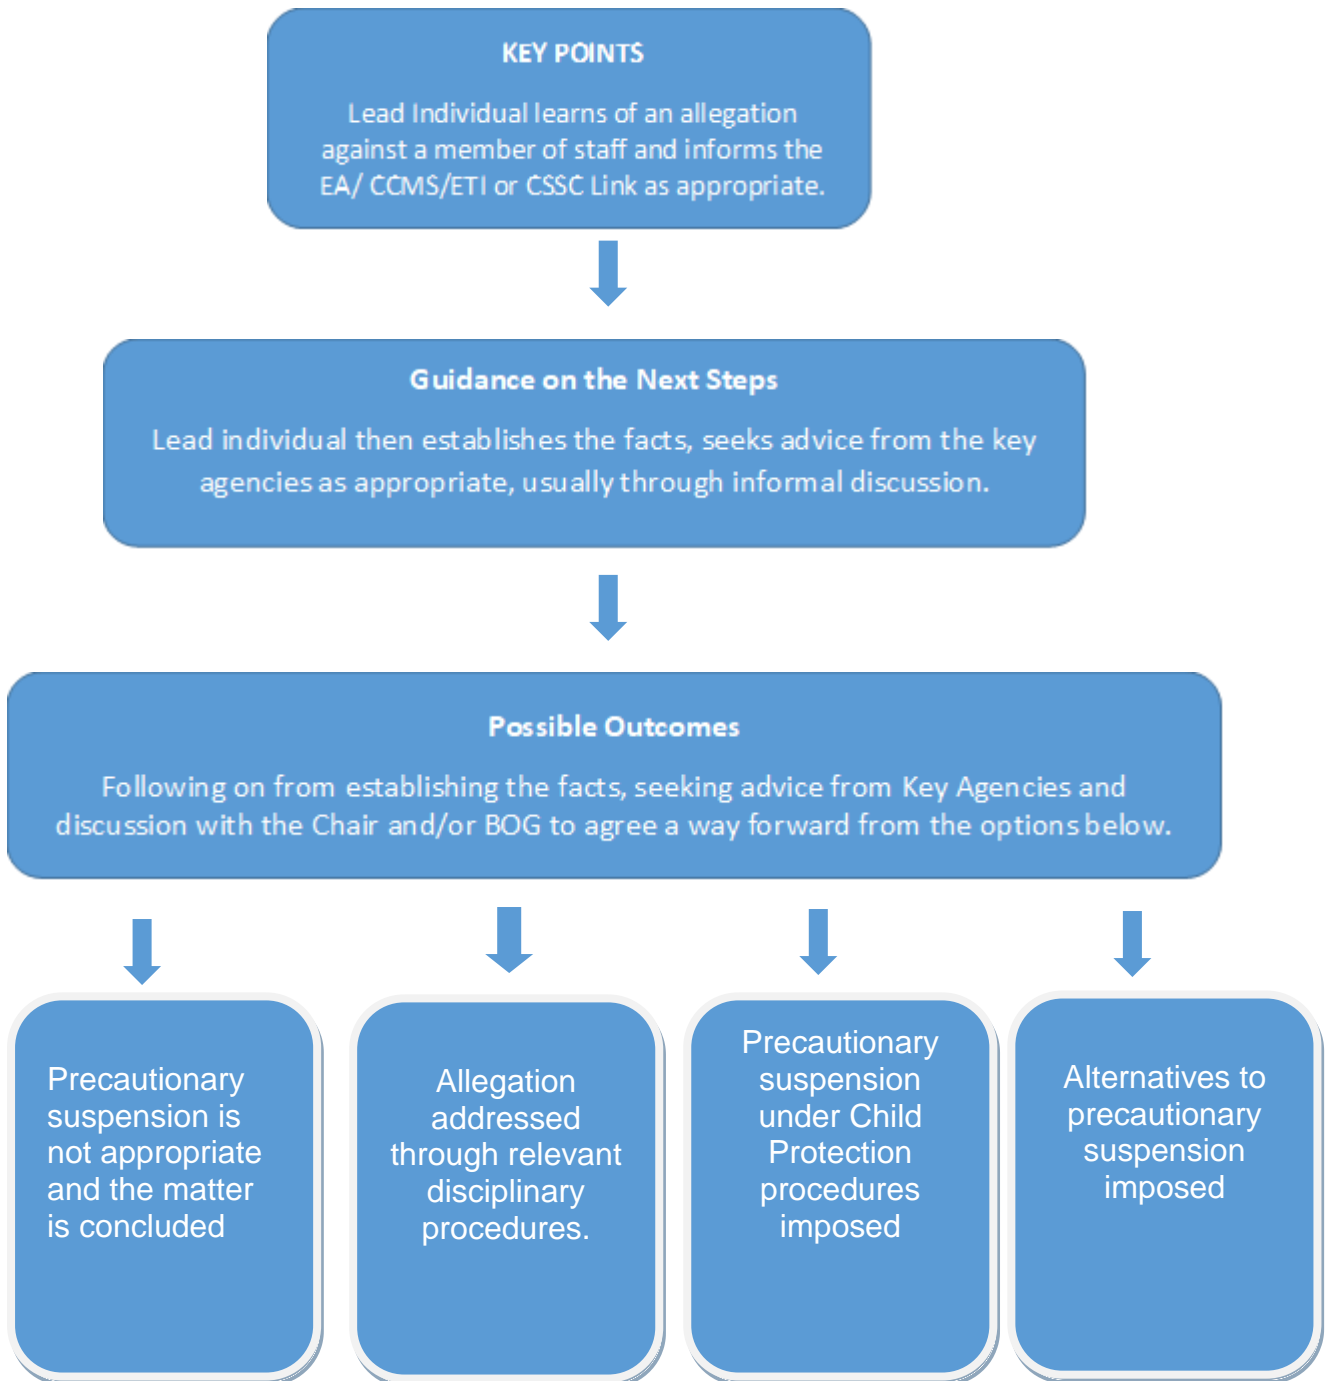 KEY POINTS
Lead Individual learns of an allegation
against a member of staff and informs the
EA/ CCMS/ETI or CSSC Link as appropriate.
Guidance on the Next Steps
Lead individual then establishes the facts, seeks advice from the key
agencies as appropriate, usually through informal discussion.
Possible Outcomes
Following on from establishing the facts, seeking advice from Key Agencies and
discussion with the Chair and/or BOG to agree a way forward from the options below.
Precautionary
suspension is
not appropriate
and the matter
is concluded
Allegation
addressed
through relevant
disciplinary
procedures.
Precautionary
suspension
under Child
Protection
procedures
imposed
Alternatives to
precautionary
suspension
imposed